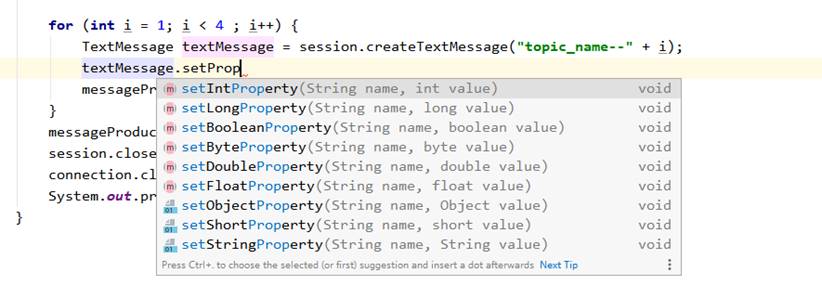 for (int i = 1; i < 4 ; i++) {
TextMessage textMessage = session.createTextMessage("topic_name--" + i);
textMessage.setProp
messagePr
setIntProperty(String name, int value) void
setLongProperty(String name, long value) void
}
setBooleanProperty(String name, boolean value) void
messageProduc
setByteProperty(String name, byte value) void
session.close
setDoubleProperty(String name, double value) void
connection.cl
setFloatProperty(String name, float value) void
System.out.pr
setObjectProperty(String name, Object value) void
}
setShortProperty(String name, short value) void
setStringProperty(String name, String value) void
Press Ctrl+. to choose the selected (or first) suggestion and insert a dot afterwards Next Tip